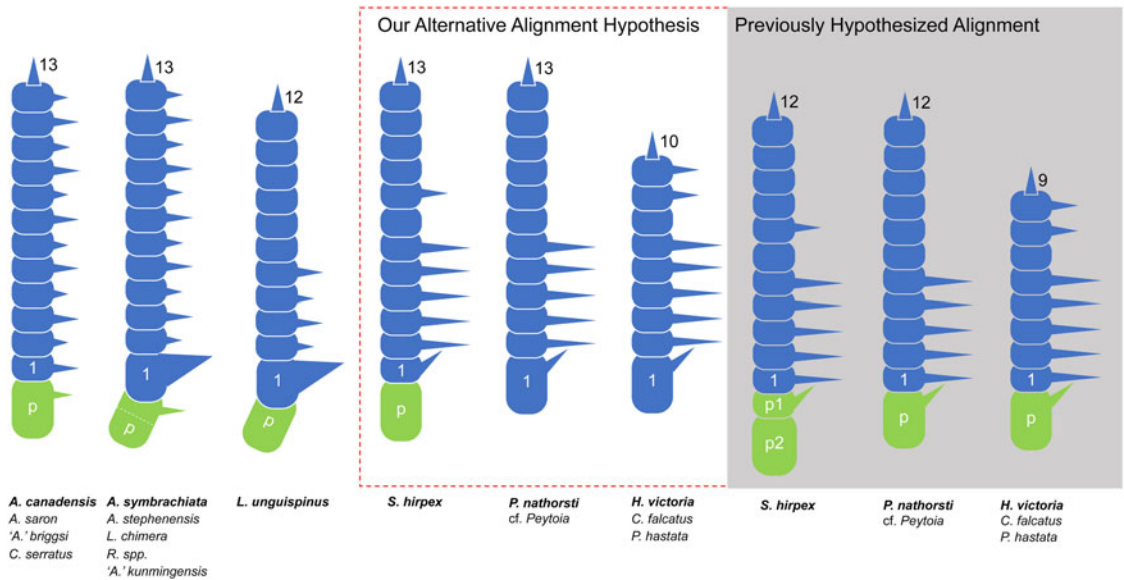 Our Alternative Alignment Hypothesis
Previously Hypothesized Alignment
13
13
12
13
13
10
12
12
9
1
1
1
1
1
1
1
1
1
p
p
p
p
p1
p2
p
p
A. canadensis
A. saron
'A.' briggsi
C. serratus
A. symbrachiata
A. stephenensis
L. chimera
R. spp.
'A.' kunmingensis
L. unguispinus
S. hirpex
P. nathorsti
cf. Peytoia
H. victoria
C. falcatus
P. hastata
S. hirpex
P. nathorsti
cf. Peytoia
H. victoria
C. falcatus
P. hastata